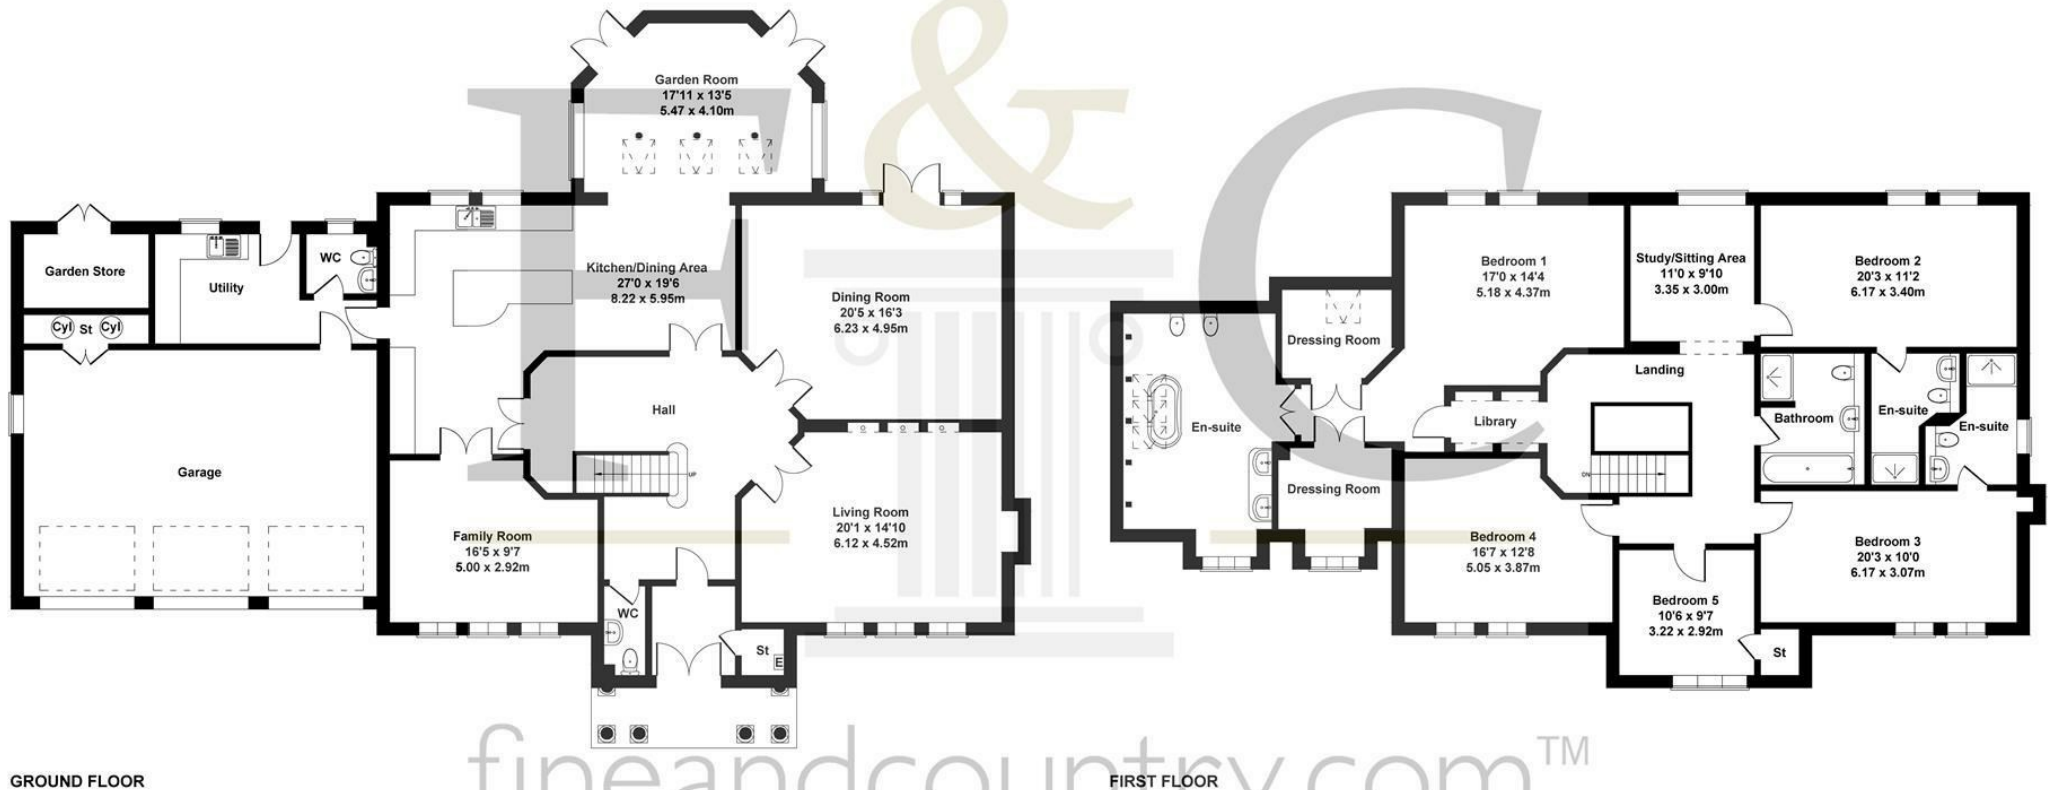 Garden Room
17'11 x 13'5
5.47 x 4.10m
Garden Store
Utility
WC
Cyl St Cyl
Kitchen/Dining Area
27'0 x 19'6
8.22 x 5.95m
Dining Room
20'5 x 16'3
6.23 x 4.95m
Hall
Garage
UP
Family Room
16'5 x 9'7
5.00 x 2.92m
Living Room
20'1 x 14'10
6.12 x 4.52m
WC
St
E
GROUND FLOOR
Bedroom 1
17'0 x 14'4
5.18 x 4.37m
Study/Sitting Area
11'0 x 9'10
3.35 x 3.00m
Bedroom 2
20'3 x 11'2
6.17 x 3.40m
Dressing Room
Landing
En-suite
Library
Bathroom
En-suite
En-suite
DN
Dressing Room
Bedroom 4
16'7 x 12'8
5.05 x 3.87m
Bedroom 3
20'3 x 10'0
6.17 x 3.07m
Bedroom 5
10'6 x 9'7
3.22 x 2.92m
St
FIRST FLOOR
F&C
fineandcountry.com™